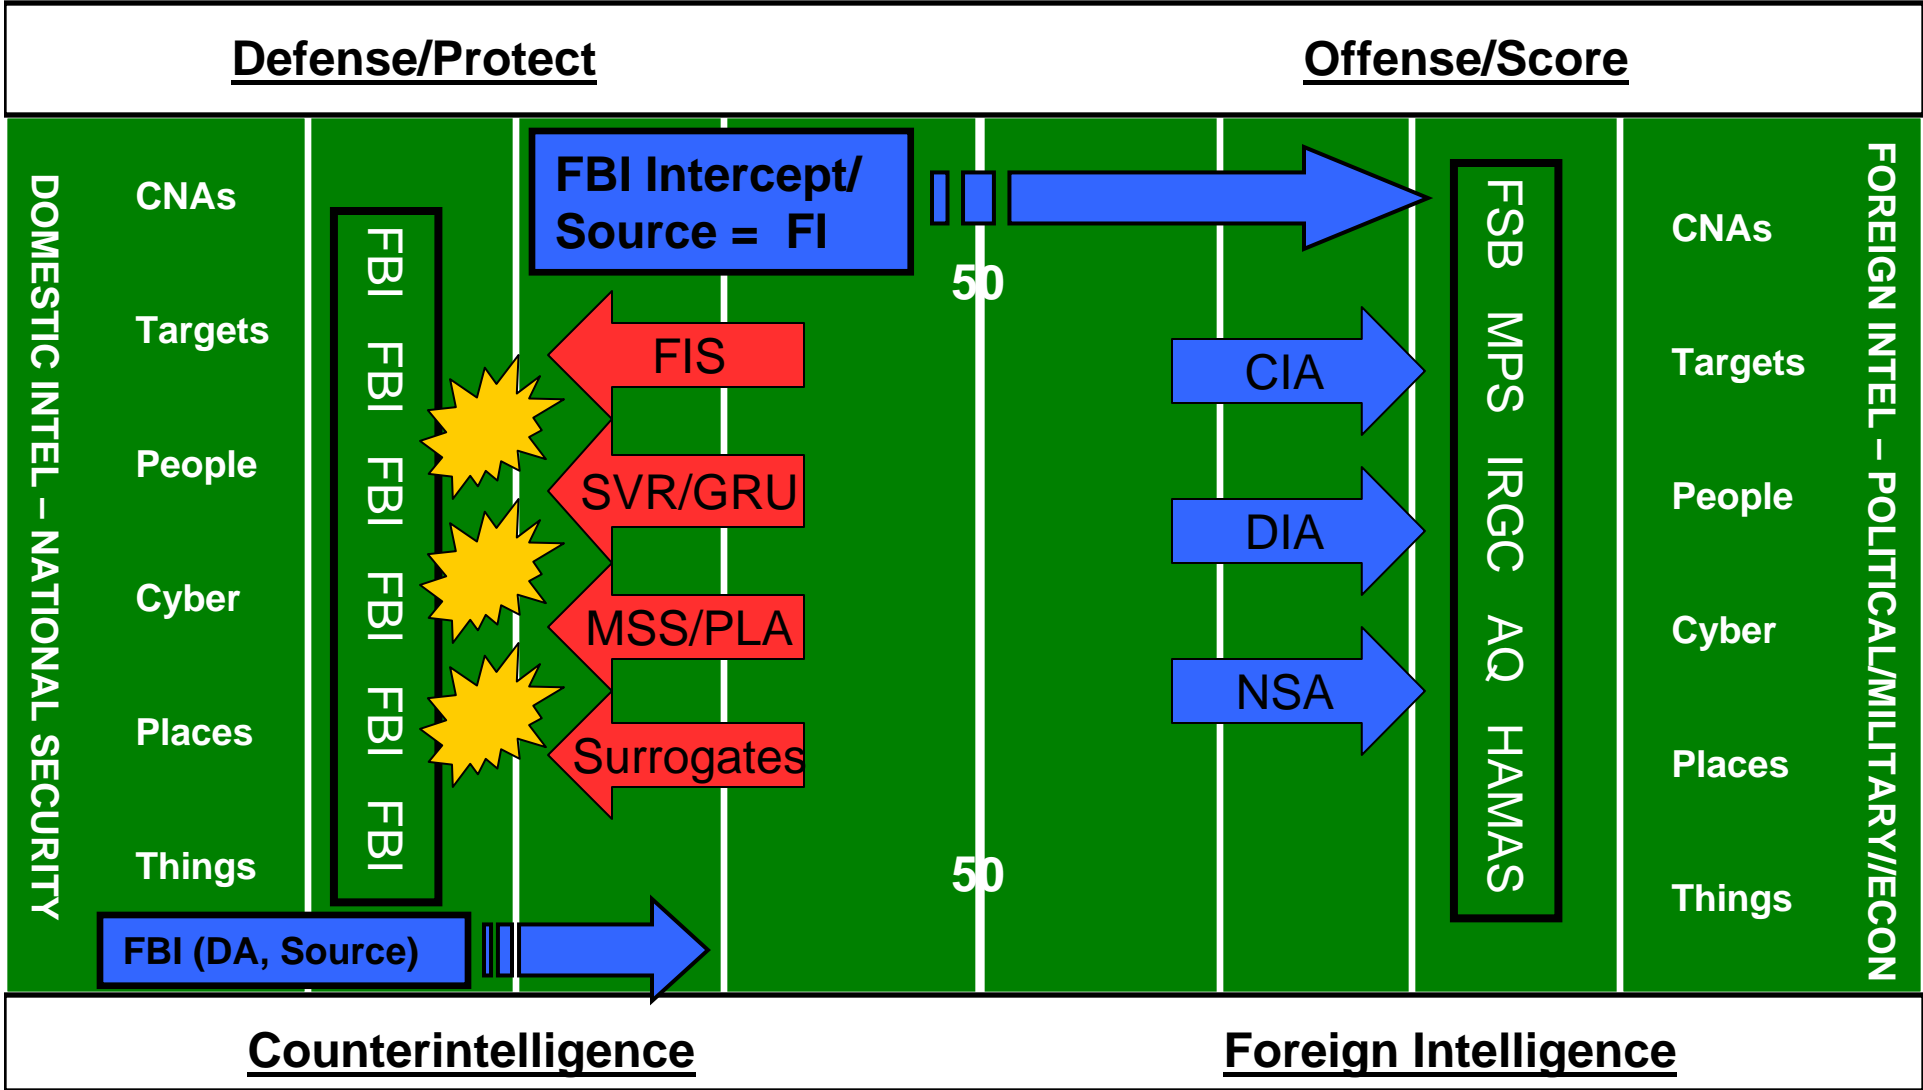 Defense/Protect
Offense/Score
DOMESTIC INTEL – NATIONAL SECURITY
CNAs
Targets
People
Cyber
Places
Things
FBI FBI FBI FBI FBI FBI
FBI Intercept/
Source = FI
FIS
SVR/GRU
MSS/PLA
Surrogates
FBI (DA, Source)
50
50
CIA
DIA
NSA
FSB MPS IRGC AQ HAMAS
CNAs
Targets
People
Cyber
Places
Things
FOREIGN INTEL – POLITICAL/MILITARY//ECON
Counterintelligence
Foreign Intelligence